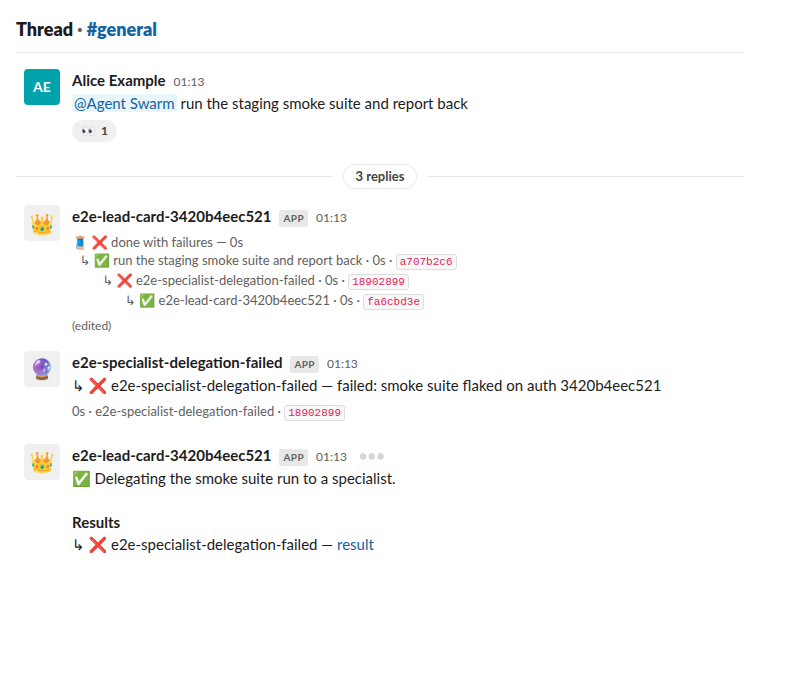 Thread • #general
AE
Alice Example 01:13
@Agent Swarm run the staging smoke suite and report back
👀 1
3 replies
e2e-lead-card-3420b4eec521 APP 01:13
🧵 ❌ done with failures — 0s
↳ ✅ run the staging smoke suite and report back · 0s · a707b2c6
↳ ❌ e2e-specialist-delegation-failed · 0s · 18902899
↳ ✅ e2e-lead-card-3420b4eec521 · 0s · fa6cbd3e
(edited)
e2e-specialist-delegation-failed APP 01:13
↳ ❌ e2e-specialist-delegation-failed — failed: smoke suite flaked on auth 3420b4eec521
0s · e2e-specialist-delegation-failed · 18902899
e2e-lead-card-3420b4eec521 APP 01:13
✅ Delegating the smoke suite run to a specialist.
Results
↳ ❌ e2e-specialist-delegation-failed — result